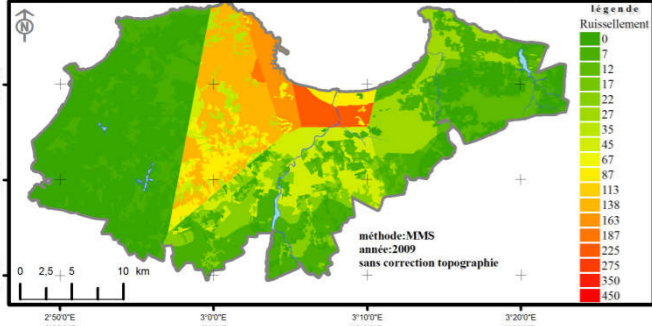 légende
Ruissellement
0
7
12
17
22
27
35
45
67
87
113
138
163
187
225
275
350
450
N
méthode:MMS
année:2009
sans correction topographie
0 2,5 5 10 km
2°50'0"E 3°0'0"E 3°10'0"E 3°20'0"E